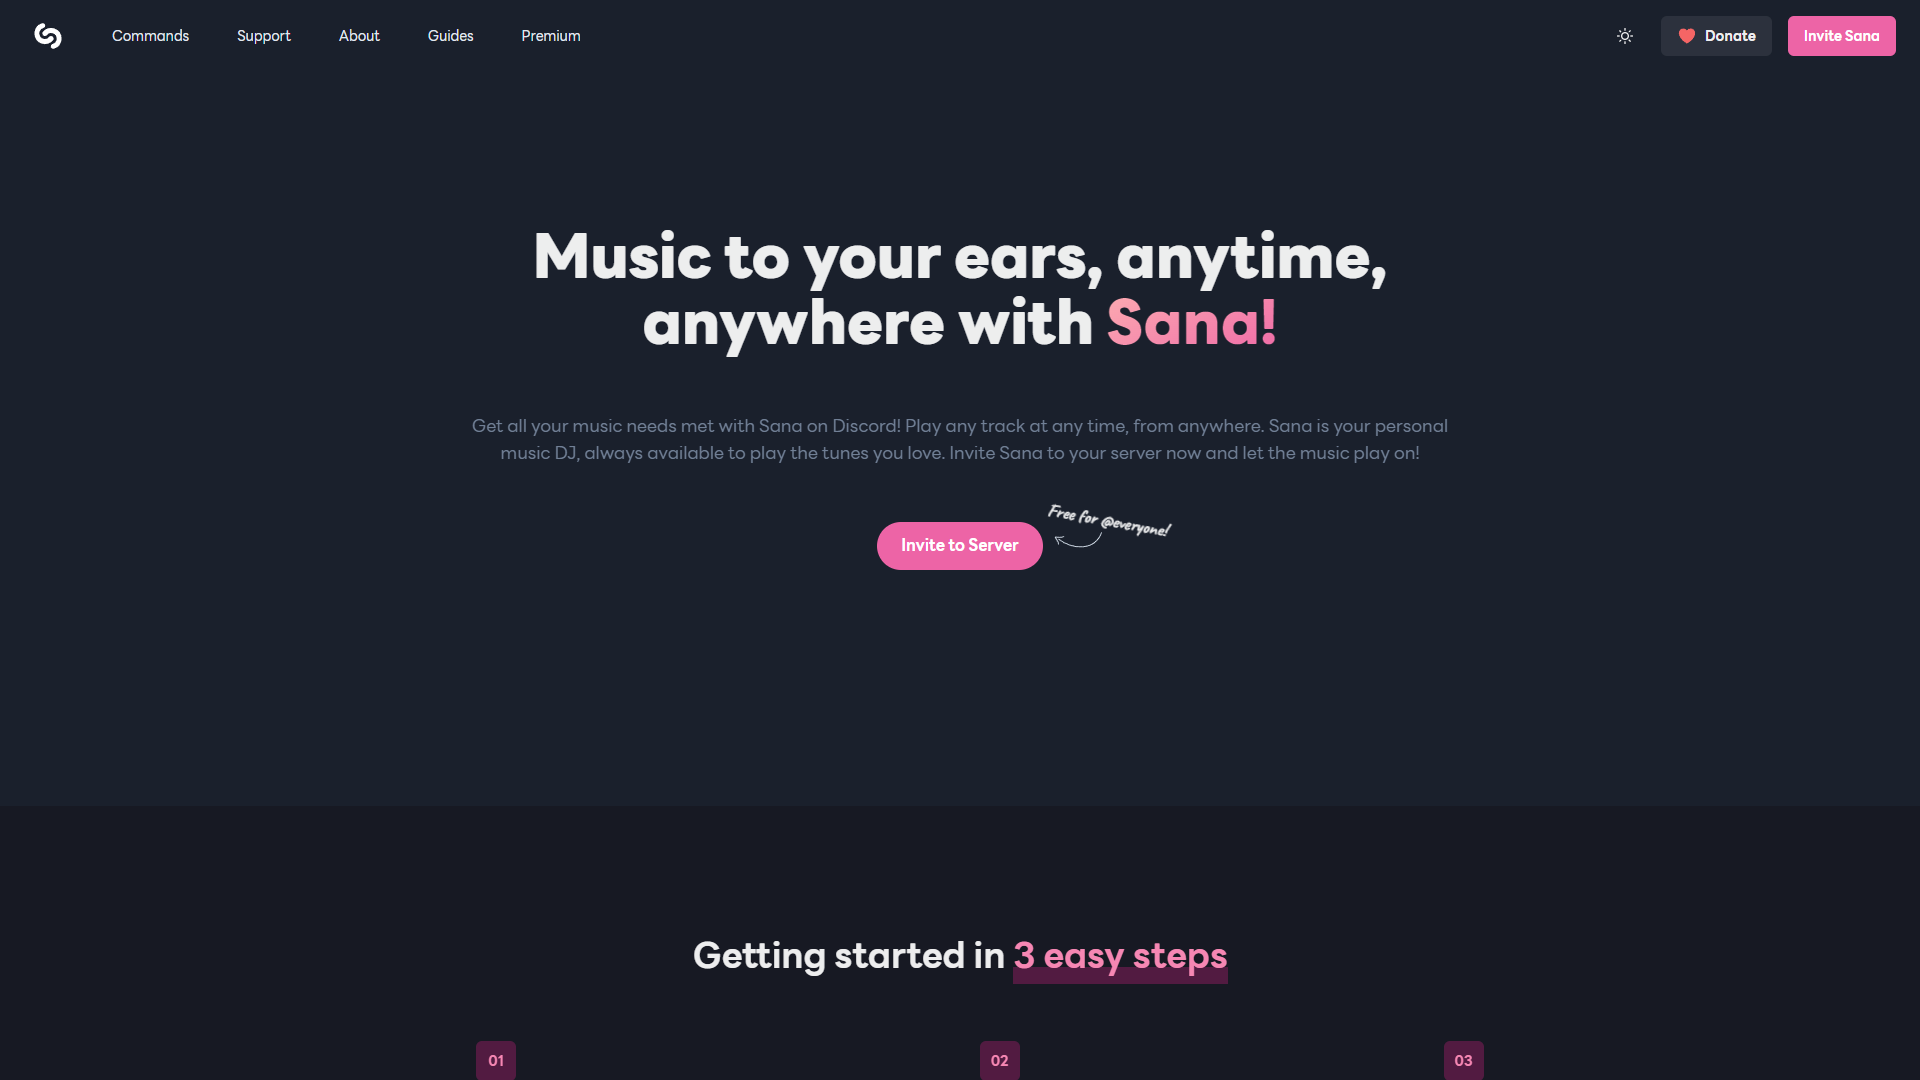 Commands
Support
About
Guides
Premium
Donate
Invite Sana
Music to your ears, anytime,
anywhere with Sana!
Get all your music needs met with Sana on Discord! Play any track at any time, from anywhere. Sana is your personal
music DJ, always available to play the tunes you love. Invite Sana to your server now and let the music play on!
Free for @everyone!
Invite to Server
Getting started in 3 easy steps
01
02
03